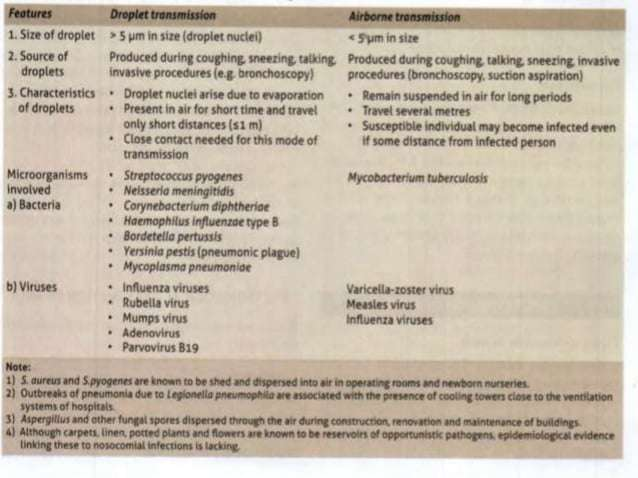 Features Droplet transmission Airborne transmission
1. Size of droplet > 5 µm in size (droplet nuclei) < 5 µm in size
2. Source of droplets Produced during coughing, sneezing, talking, invasive procedures (e.g. bronchoscopy) Produced during coughing, talking, sneezing, invasive procedures (bronchoscopy, suction aspiration)
3. Characteristics of droplets
• Droplet nuclei arise due to evaporation
• Present in air for short time and travel
only short distances (≤1 m)
• Close contact needed for this mode of
transmission
• Remain suspended in air for long periods
• Travel several metres
• Susceptible individual may become infected even
if some distance from infected person
Microorganisms
involved
a) Bacteria
• Streptococcus pyogenes
• Neisseria meningitidis
• Corynebacterium diphtheriae
• Haemophilus influenzae type B
• Bordetella pertussis
• Yersinia pestis (pneumonic plague)
• Mycoplasma pneumoniae
Mycobacterium tuberculosis
b) Viruses
• Influenza viruses
• Rubella virus
• Mumps virus
• Adenovirus
• Parvovirus B19
Varicella-zoster virus
Measles virus
Influenza viruses
Note:
1) S. aureus and S.pyogenes are known to be shed and dispersed into air in operating rooms and newborn nurseries.
2) Outbreaks of pneumonia due to Legionella pneumophila are associated with the presence of cooling towers close to the ventilation
systems of hospitals.
3) Aspergillus and other fungal spores dispersed through the air during construction, renovation and maintenance of buildings.
4) Although carpets, linen, potted plants and flowers are known to be reservoirs of opportunistic pathogens, epidemiological evidence
linking these to nosocomial infections is lacking.